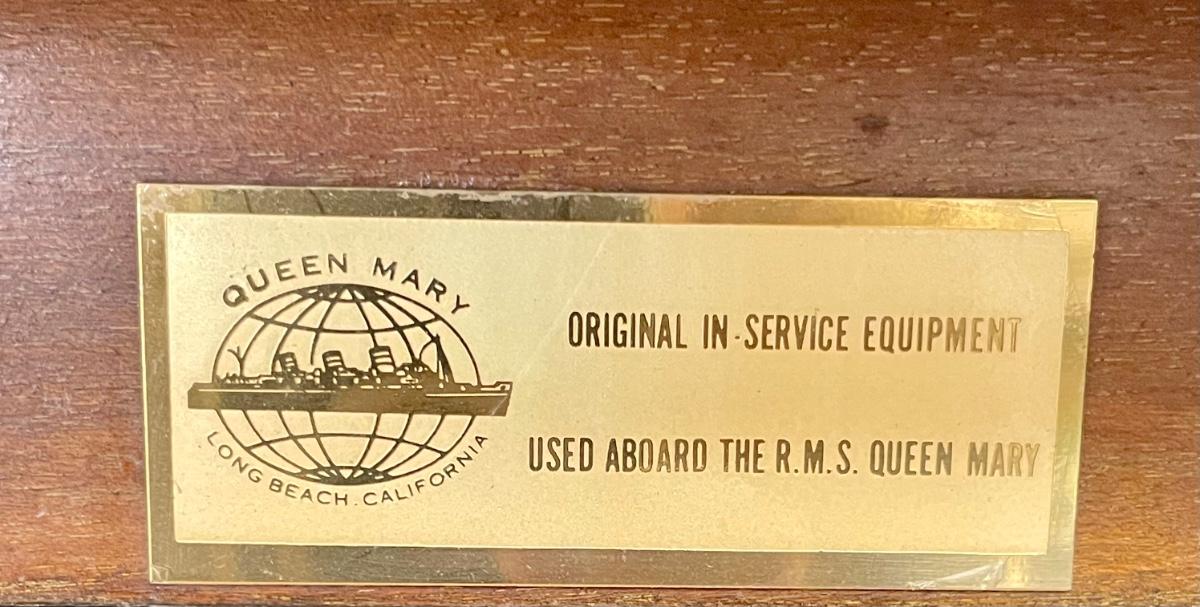 QUEEN MARY
LONG BEACH. CALIFORNIA
ORIGINAL IN-SERVICE EQUIPMENT
USED ABOARD THE R.M.S. QUEEN MARY